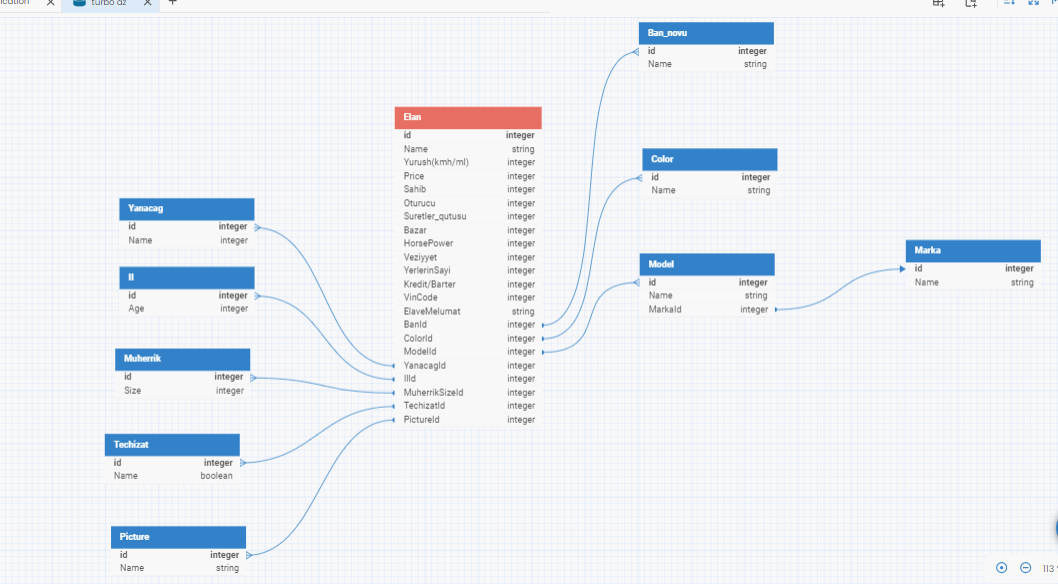 ication
turbo az
Ban_novu
id integer
Name string
Elan
id integer
Name string
Yurush(kmh/ml) integer
Price integer
Sahib integer
Oturucu integer
Suretler_qutusu integer
Bazar integer
HorsePower integer
Veziyyet integer
YerlerinSayi integer
Kredit/Barter integer
VinCode integer
ElaveMelumat string
BanId integer
ColorId integer
ModelId integer
YanacagId integer
IlId integer
MuherrikSizeId integer
TechizatId integer
PictureId integer
Color
id integer
Name string
Model
id integer
Name string
MarkaId integer
Marka
id integer
Name string
Yanacag
id integer
Name integer
Il
id integer
Age integer
Muherrik
id integer
Size integer
Techizat
id integer
Name boolean
Picture
id integer
Name string
113